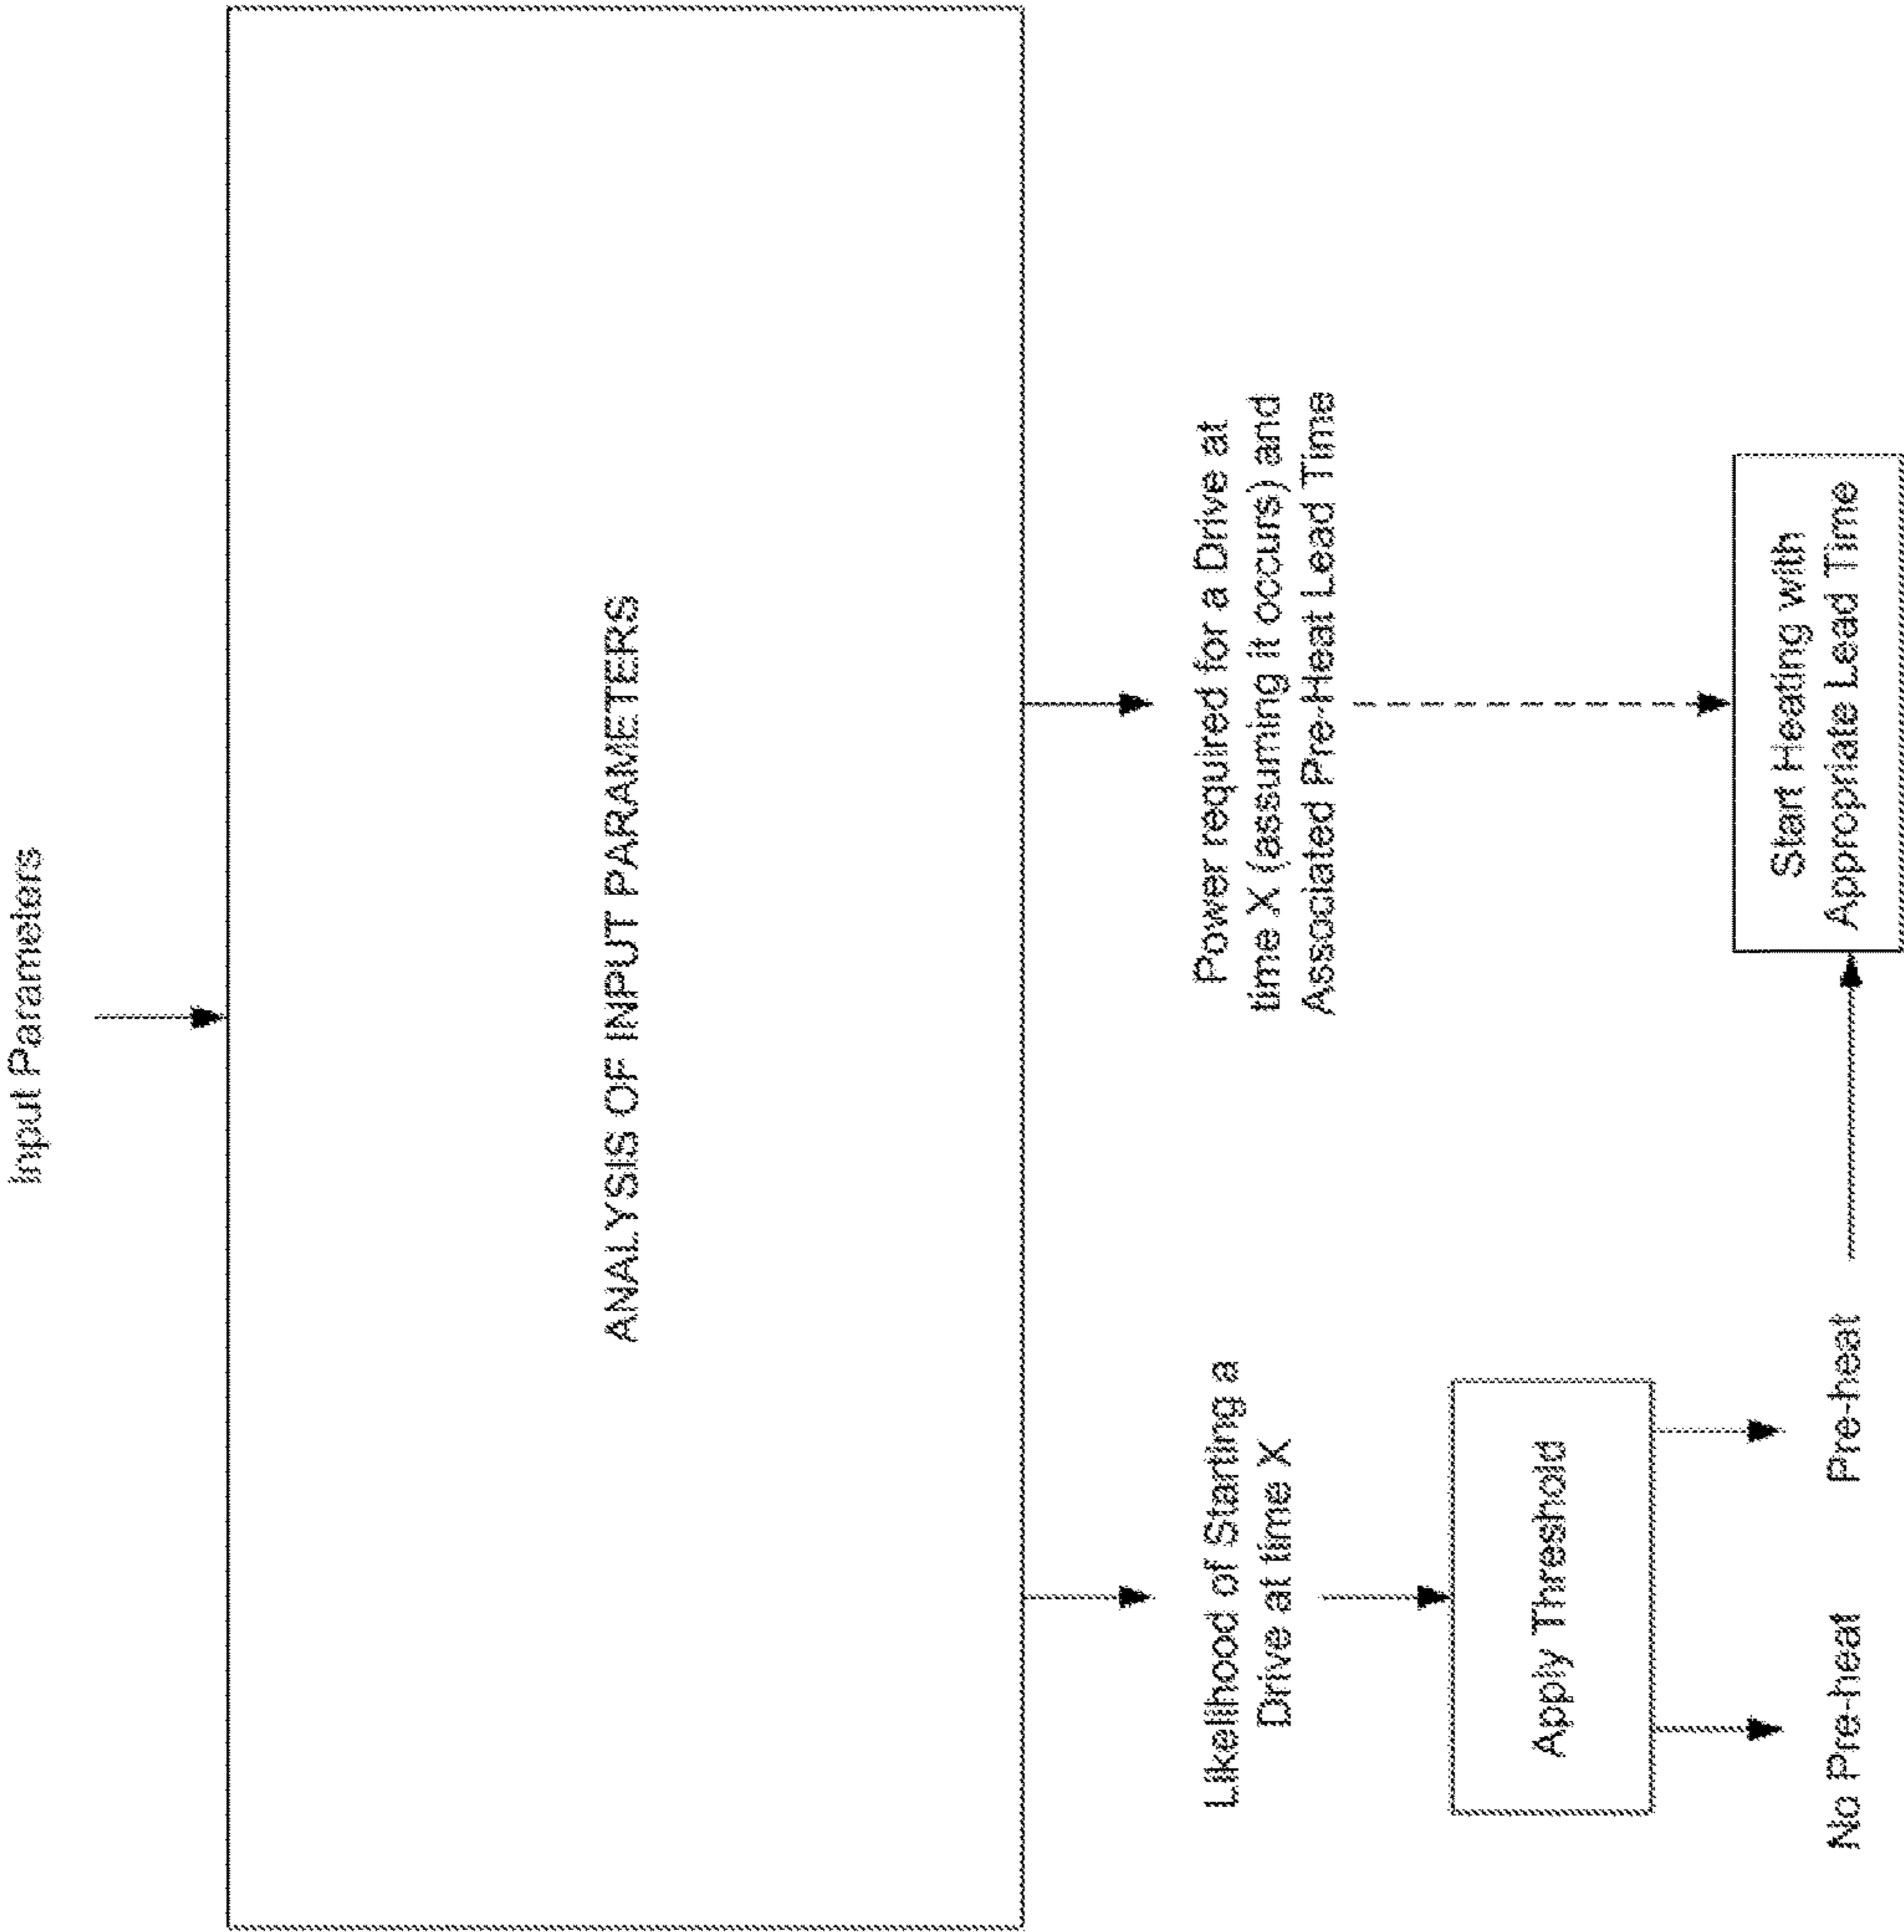 Input Parameters
ANALYSIS OF INPUT PARAMETERS
Likelihood of Starting a
Drive at time X
Power required for a Drive at
time X (assuming it occurs) and
Associated Pre-Heat Lead Time
Apply Threshold
No Pre-heat
Pre-heat
Start Heating with
Appropriate Lead Time